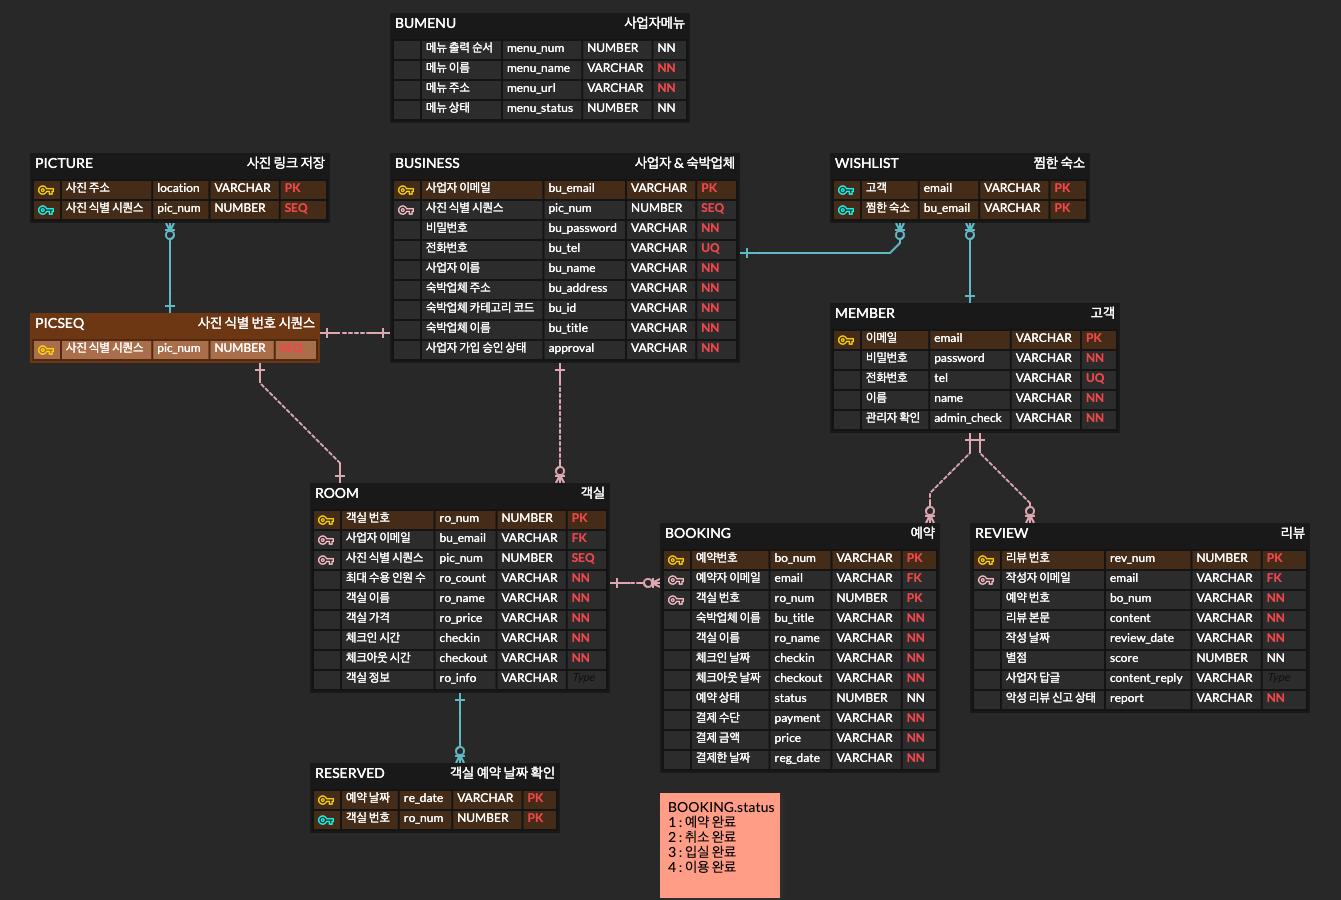 BUMENU 사업자메뉴
메뉴 출력 순서 menu_num NUMBER NN
메뉴 이름 menu_name VARCHAR NN
메뉴 주소 menu_url VARCHAR NN
메뉴 상태 menu_status NUMBER NN
PICTURE 사진 링크 저장
사진 주소 location VARCHAR PK
사진 식별 시퀀스 pic_num NUMBER SEQ
BUSINESS 사업자 & 숙박업체
사업자 이메일 bu_email VARCHAR PK
사진 식별 시퀀스 pic_num NUMBER SEQ
비밀번호 bu_password VARCHAR NN
전화번호 bu_tel VARCHAR UQ
사업자 이름 bu_name VARCHAR NN
숙박업체 주소 bu_address VARCHAR NN
숙박업체 카테고리 코드 bu_id VARCHAR NN
숙박업체 이름 bu_title VARCHAR NN
사업자 가입 승인 상태 approval VARCHAR NN
WISHLIST 찜한 숙소
고객 email VARCHAR PK
찜한 숙소 bu_email VARCHAR PK
PICSEQ 사진 식별 번호 시퀀스
사진 식별 시퀀스 pic_num NUMBER SEQ
MEMBER 고객
이메일 email VARCHAR PK
비밀번호 password VARCHAR NN
전화번호 tel VARCHAR UQ
이름 name VARCHAR NN
관리자 확인 admin_check VARCHAR NN
ROOM 객실
객실 번호 ro_num NUMBER PK
사업자 이메일 bu_email VARCHAR FK
사진 식별 시퀀스 pic_num NUMBER SEQ
최대 수용 인원 수 ro_count VARCHAR NN
객실 이름 ro_name VARCHAR NN
객실 가격 ro_price VARCHAR NN
체크인 시간 checkin VARCHAR NN
체크아웃 시간 checkout VARCHAR NN
객실 정보 ro_info VARCHAR Type
BOOKING 예약
예약번호 bo_num VARCHAR PK
예약자 이메일 email VARCHAR FK
객실 번호 ro_num NUMBER PK
숙박업체 이름 bu_title VARCHAR NN
객실 이름 ro_name VARCHAR NN
체크인 날짜 checkin VARCHAR NN
체크아웃 날짜 checkout VARCHAR NN
예약 상태 status NUMBER NN
결제 수단 payment VARCHAR NN
결제 금액 price VARCHAR NN
결제한 날짜 reg_date VARCHAR NN
REVIEW 리뷰
리뷰 번호 rev_num NUMBER PK
작성자 이메일 email VARCHAR FK
예약 번호 bo_num VARCHAR NN
리뷰 본문 content VARCHAR NN
작성 날짜 review_date VARCHAR NN
별점 score NUMBER NN
사업자 답글 content_reply VARCHAR Type
악성 리뷰 신고 상태 report VARCHAR NN
RESERVED 객실 예약 날짜 확인
예약 날짜 re_date VARCHAR PK
객실 번호 ro_num NUMBER PK
BOOKING.status
1 : 예약 완료
2 : 취소 완료
3 : 입실 완료
4 : 이용 완료